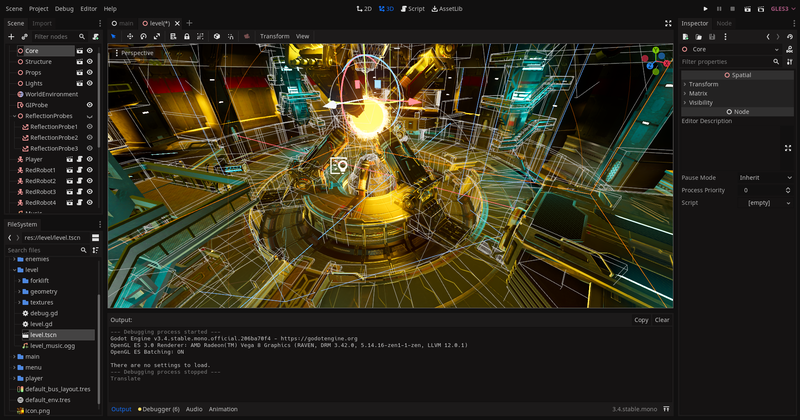 Scene Project Debug Editor Help
2D 3D Script AssetLib
GLES3
Scene Import
main level(*)
Inspector Node
Filter nodes
Transform View
Perspective
Core
Structure
Props
Lights
WorldEnvironment
GIProbe
ReflectionProbes
ReflectionProbe1
ReflectionProbe2
ReflectionProbe3
Player
RedRobot1
RedRobot2
RedRobot3
RedRobot4
FileSystem
res://level/level.tscn
Search files
enemies
level
forklift
geometry
textures
debug.gd
level.gd
level.tscn
level_music.ogg
main
menu
player
default_bus_layout.tres
default_env.tres
icon.png
Output:
Copy Clear
--- Debugging process started ---
Godot Engine v3.4.stable.mono.official.206ba70f4 - https://godotengine.org
OpenGL ES 3.0 Renderer: AMD Radeon(TM) Vega 8 Graphics (RAVEN, DRM 3.42.0, 5.14.16-zen1-1-zen, LLVM 12.0.1)
OpenGL ES Batching: ON
There are no settings to load.
--- Debugging process stopped ---
Translate
Output Debugger (6) Audio Animation
3.4.stable.mono
Core
Filter properties
Spatial
Transform
Matrix
Visibility
Node
Editor Description
Pause Mode Inherit
Process Priority 0
Script [empty]